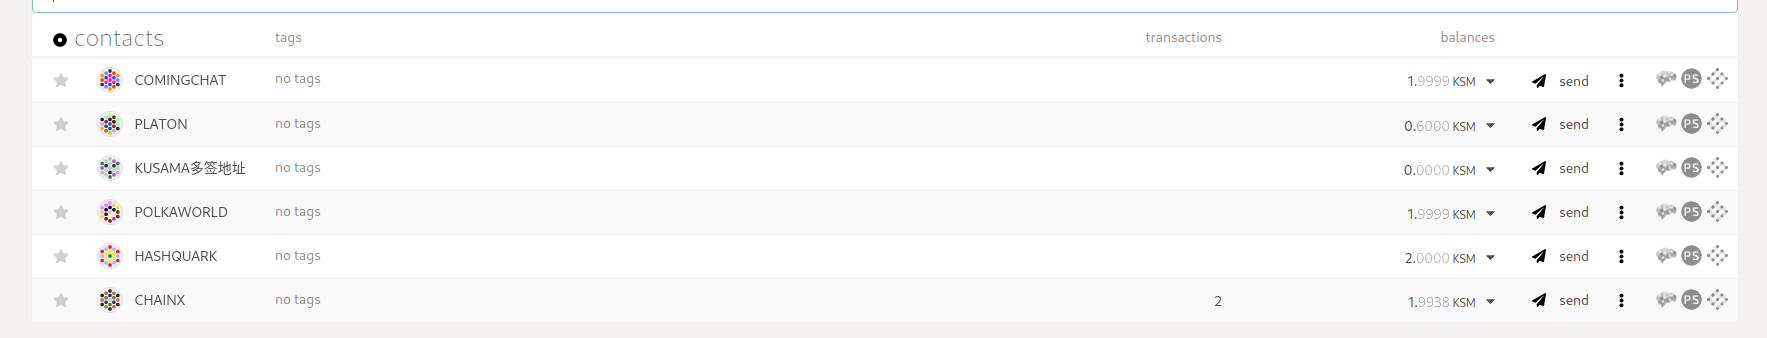 contacts tags transactions balances
COMINGCHAT no tags 1.9999 KSM send PS
PLATON no tags 0.6000 KSM send PS
KUSAMA多签地址 no tags 0.0000 KSM send PS
POLKAWORLD no tags 1.9999 KSM send PS
HASHQUARK no tags 2.0000 KSM send PS
CHAINX no tags 2 1.9938 KSM send PS